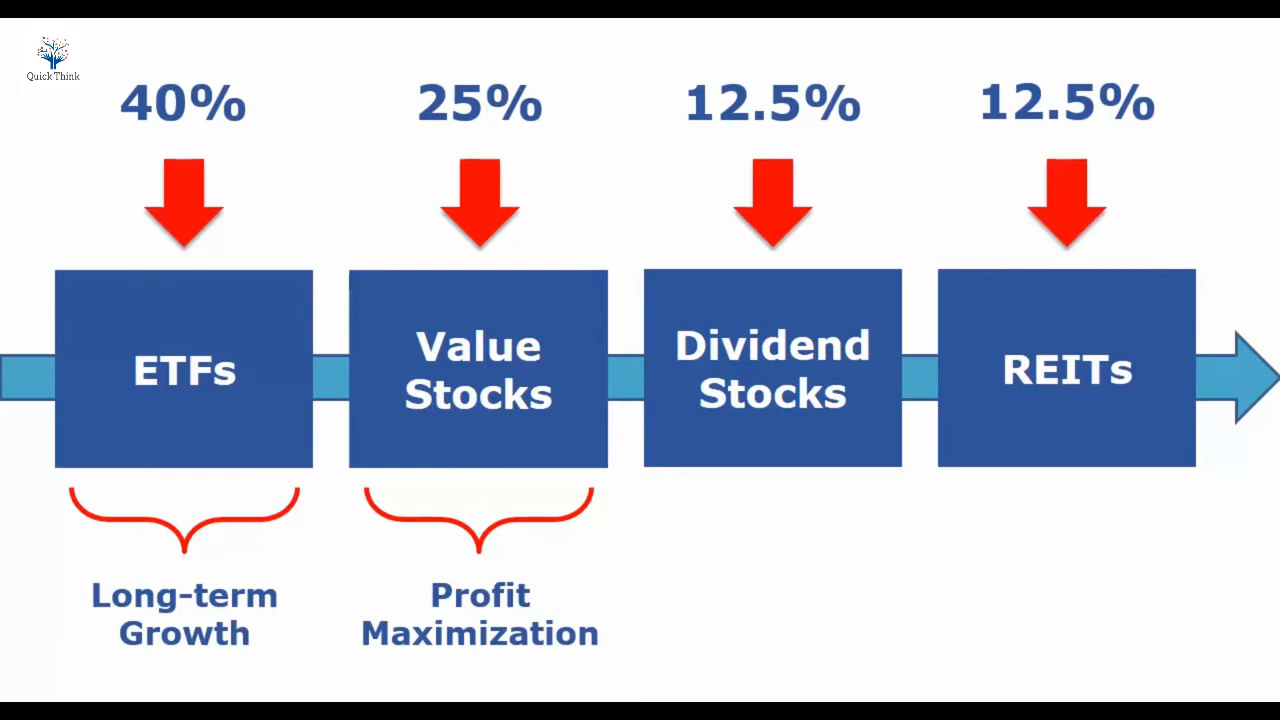 Quick Think
40%
25%
12.5%
12.5%
ETFs
Value
Stocks
Dividend
Stocks
REITs
Long-term
Growth
Profit
Maximization